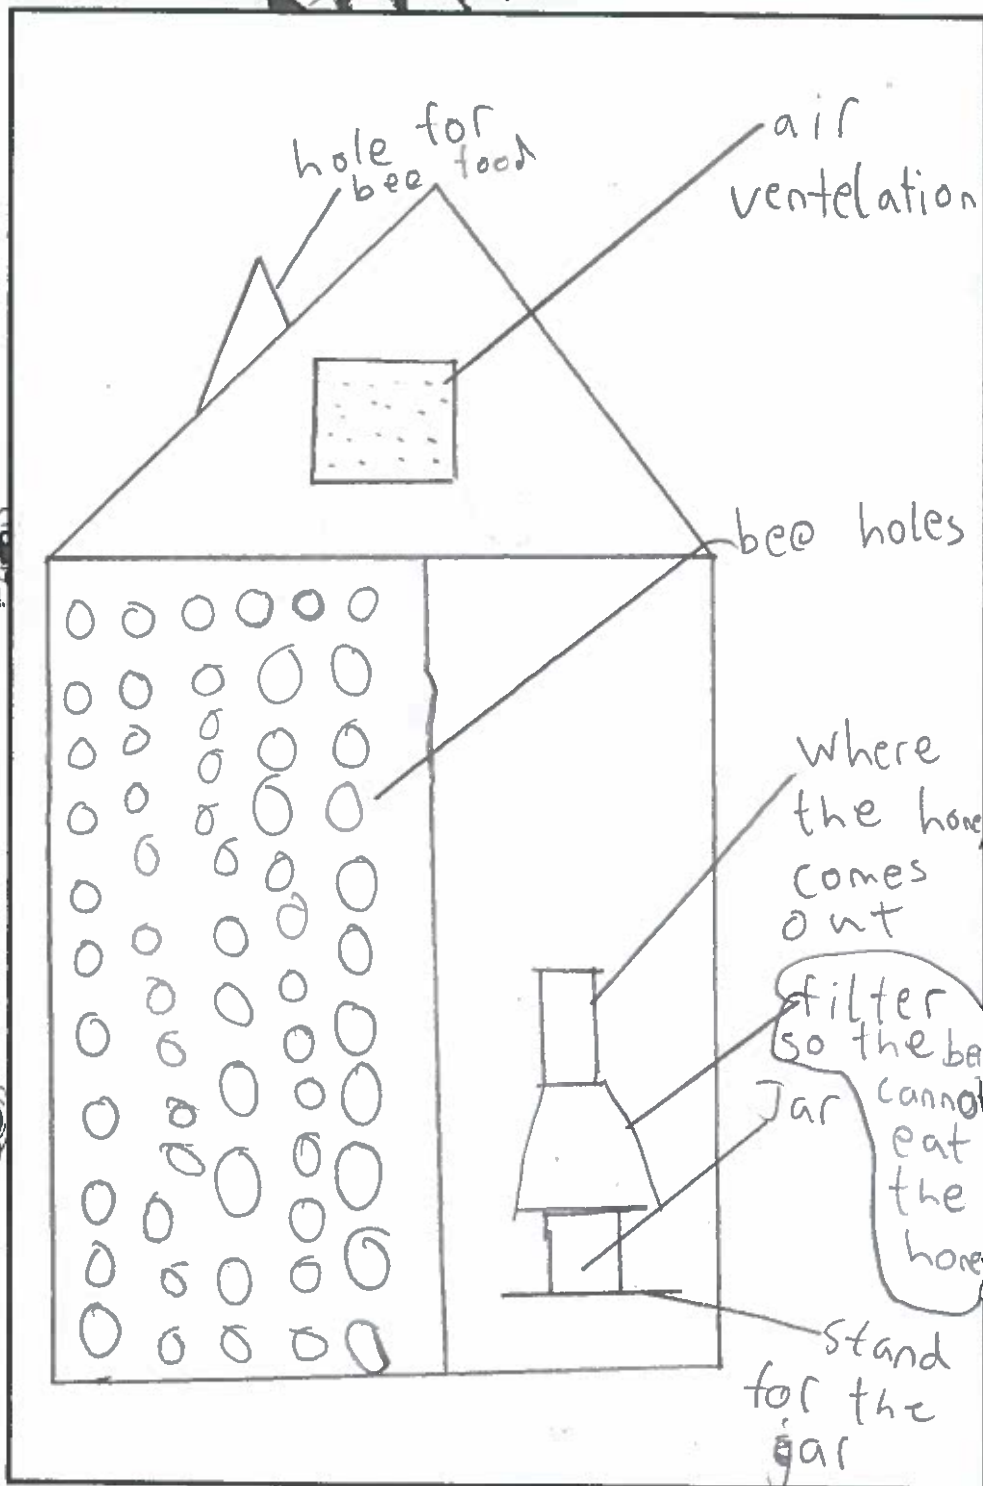 hole for
bee food
air
ventelation
bee holes
where
the hone
comes
out
filter
so the be
cannot
eat
the
hone
Jar
stand
for the
jar